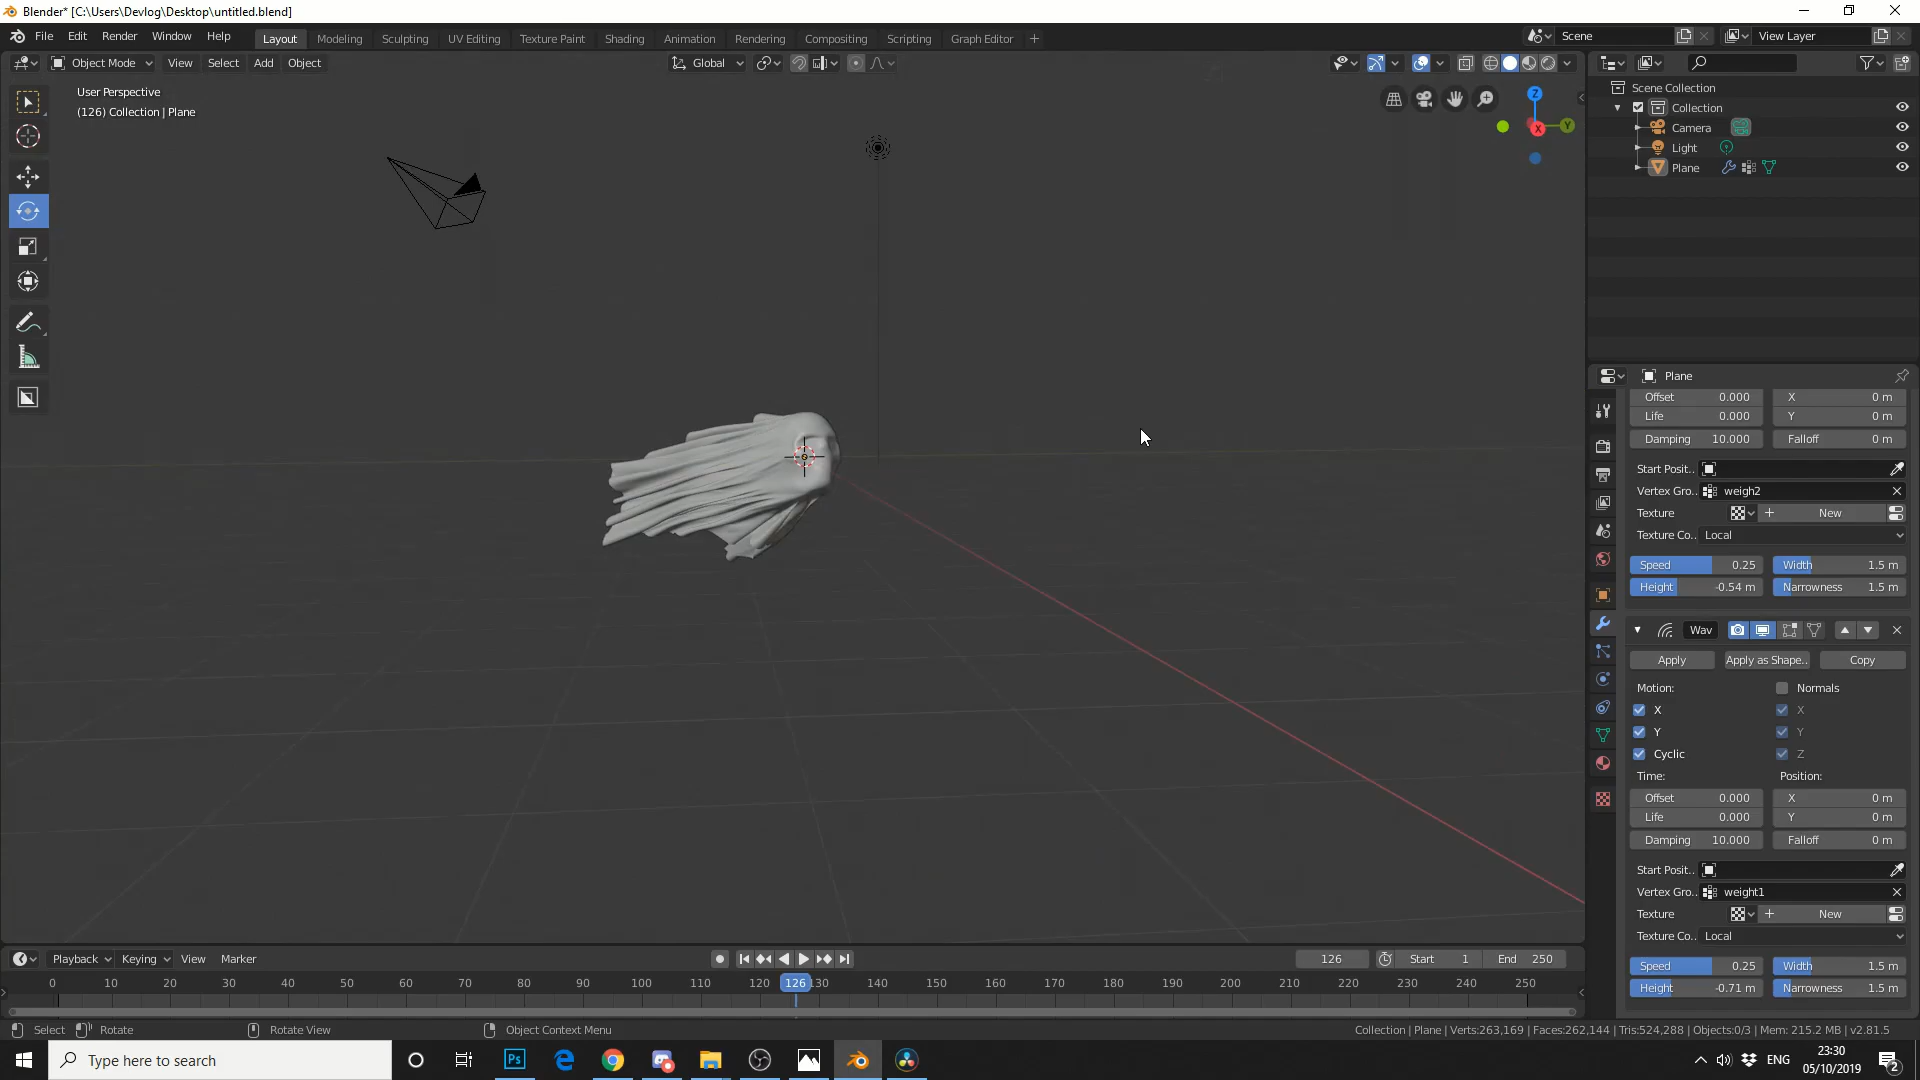 Blender* [C:\Users\Devlog\Desktop\untitled.blend]
File Edit Render Window Help
Layout Modeling Sculpting UV Editing Texture Paint Shading Animation Rendering Compositing Scripting Graph Editor +
Scene
View Layer
Object Mode View Select Add Object
Global
User Perspective
(126) Collection | Plane
Z
X
Y
Scene Collection
Collection
Camera
Light
Plane
Plane
Offset 0.000 X 0 m
Life 0.000 Y 0 m
Damping 10.000 Falloff 0 m
Start Posit..
Vertex Gro.. weigh2
Texture + New
Texture Co.. Local
Speed 0.25 Width 1.5 m
Height -0.54 m Narrowness 1.5 m
Wav
Apply Apply as Shape.. Copy
Motion: Normals
X X
Y Y
Cyclic Z
Time: Position:
Offset 0.000 X 0 m
Life 0.000 Y 0 m
Damping 10.000 Falloff 0 m
Start Posit..
Vertex Gro.. weight1
Texture + New
Texture Co.. Local
Speed 0.25 Width 1.5 m
Height -0.71 m Narrowness 1.5 m
Playback Keying View Marker
126 Start 1 End 250
0 10 20 30 40 50 60 70 80 90 100 110 120 126 130 140 150 160 170 180 190 200 210 220 230 240 250
Select Rotate Rotate View Object Context Menu
Collection | Plane | Verts:263,169 | Faces:262,144 | Tris:524,288 | Objects:0/3 | Mem: 215.2 MB | v2.81.5
Type here to search
Ps
ENG
23:30
05/10/2019
2